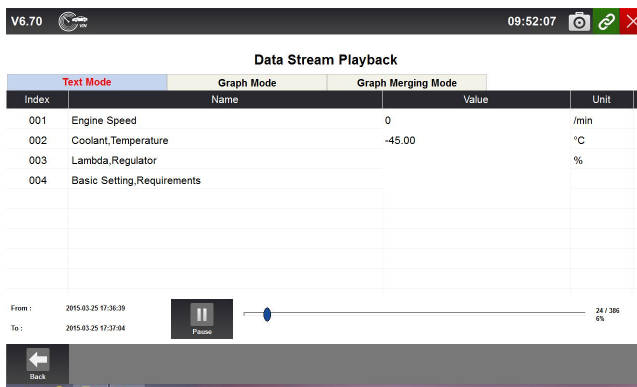 V6.70 VIN 09:52:07
Data Stream Playback
Text Mode Graph Mode Graph Merging Mode
Index Name Value Unit
001 Engine Speed 0 /min
002 Coolant,Temperature -45.00 °C
003 Lambda,Regulator %
004 Basic Setting,Requirements
From : 2015-03-25 17:36:39
24 / 386
6%
To : 2015-03-25 17:37:04
Pause
Back